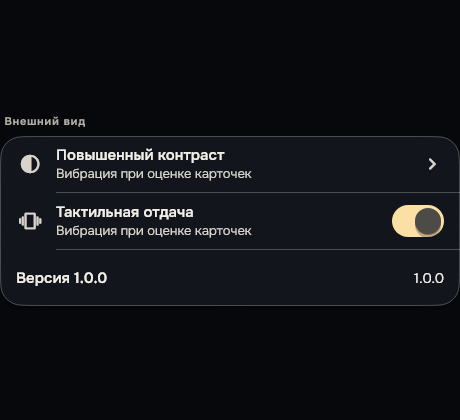 Внешний вид
Повышенный контраст
Вибрация при оценке карточек
Тактильная отдача
Вибрация при оценке карточек
Версия 1.0.0
1.0.0